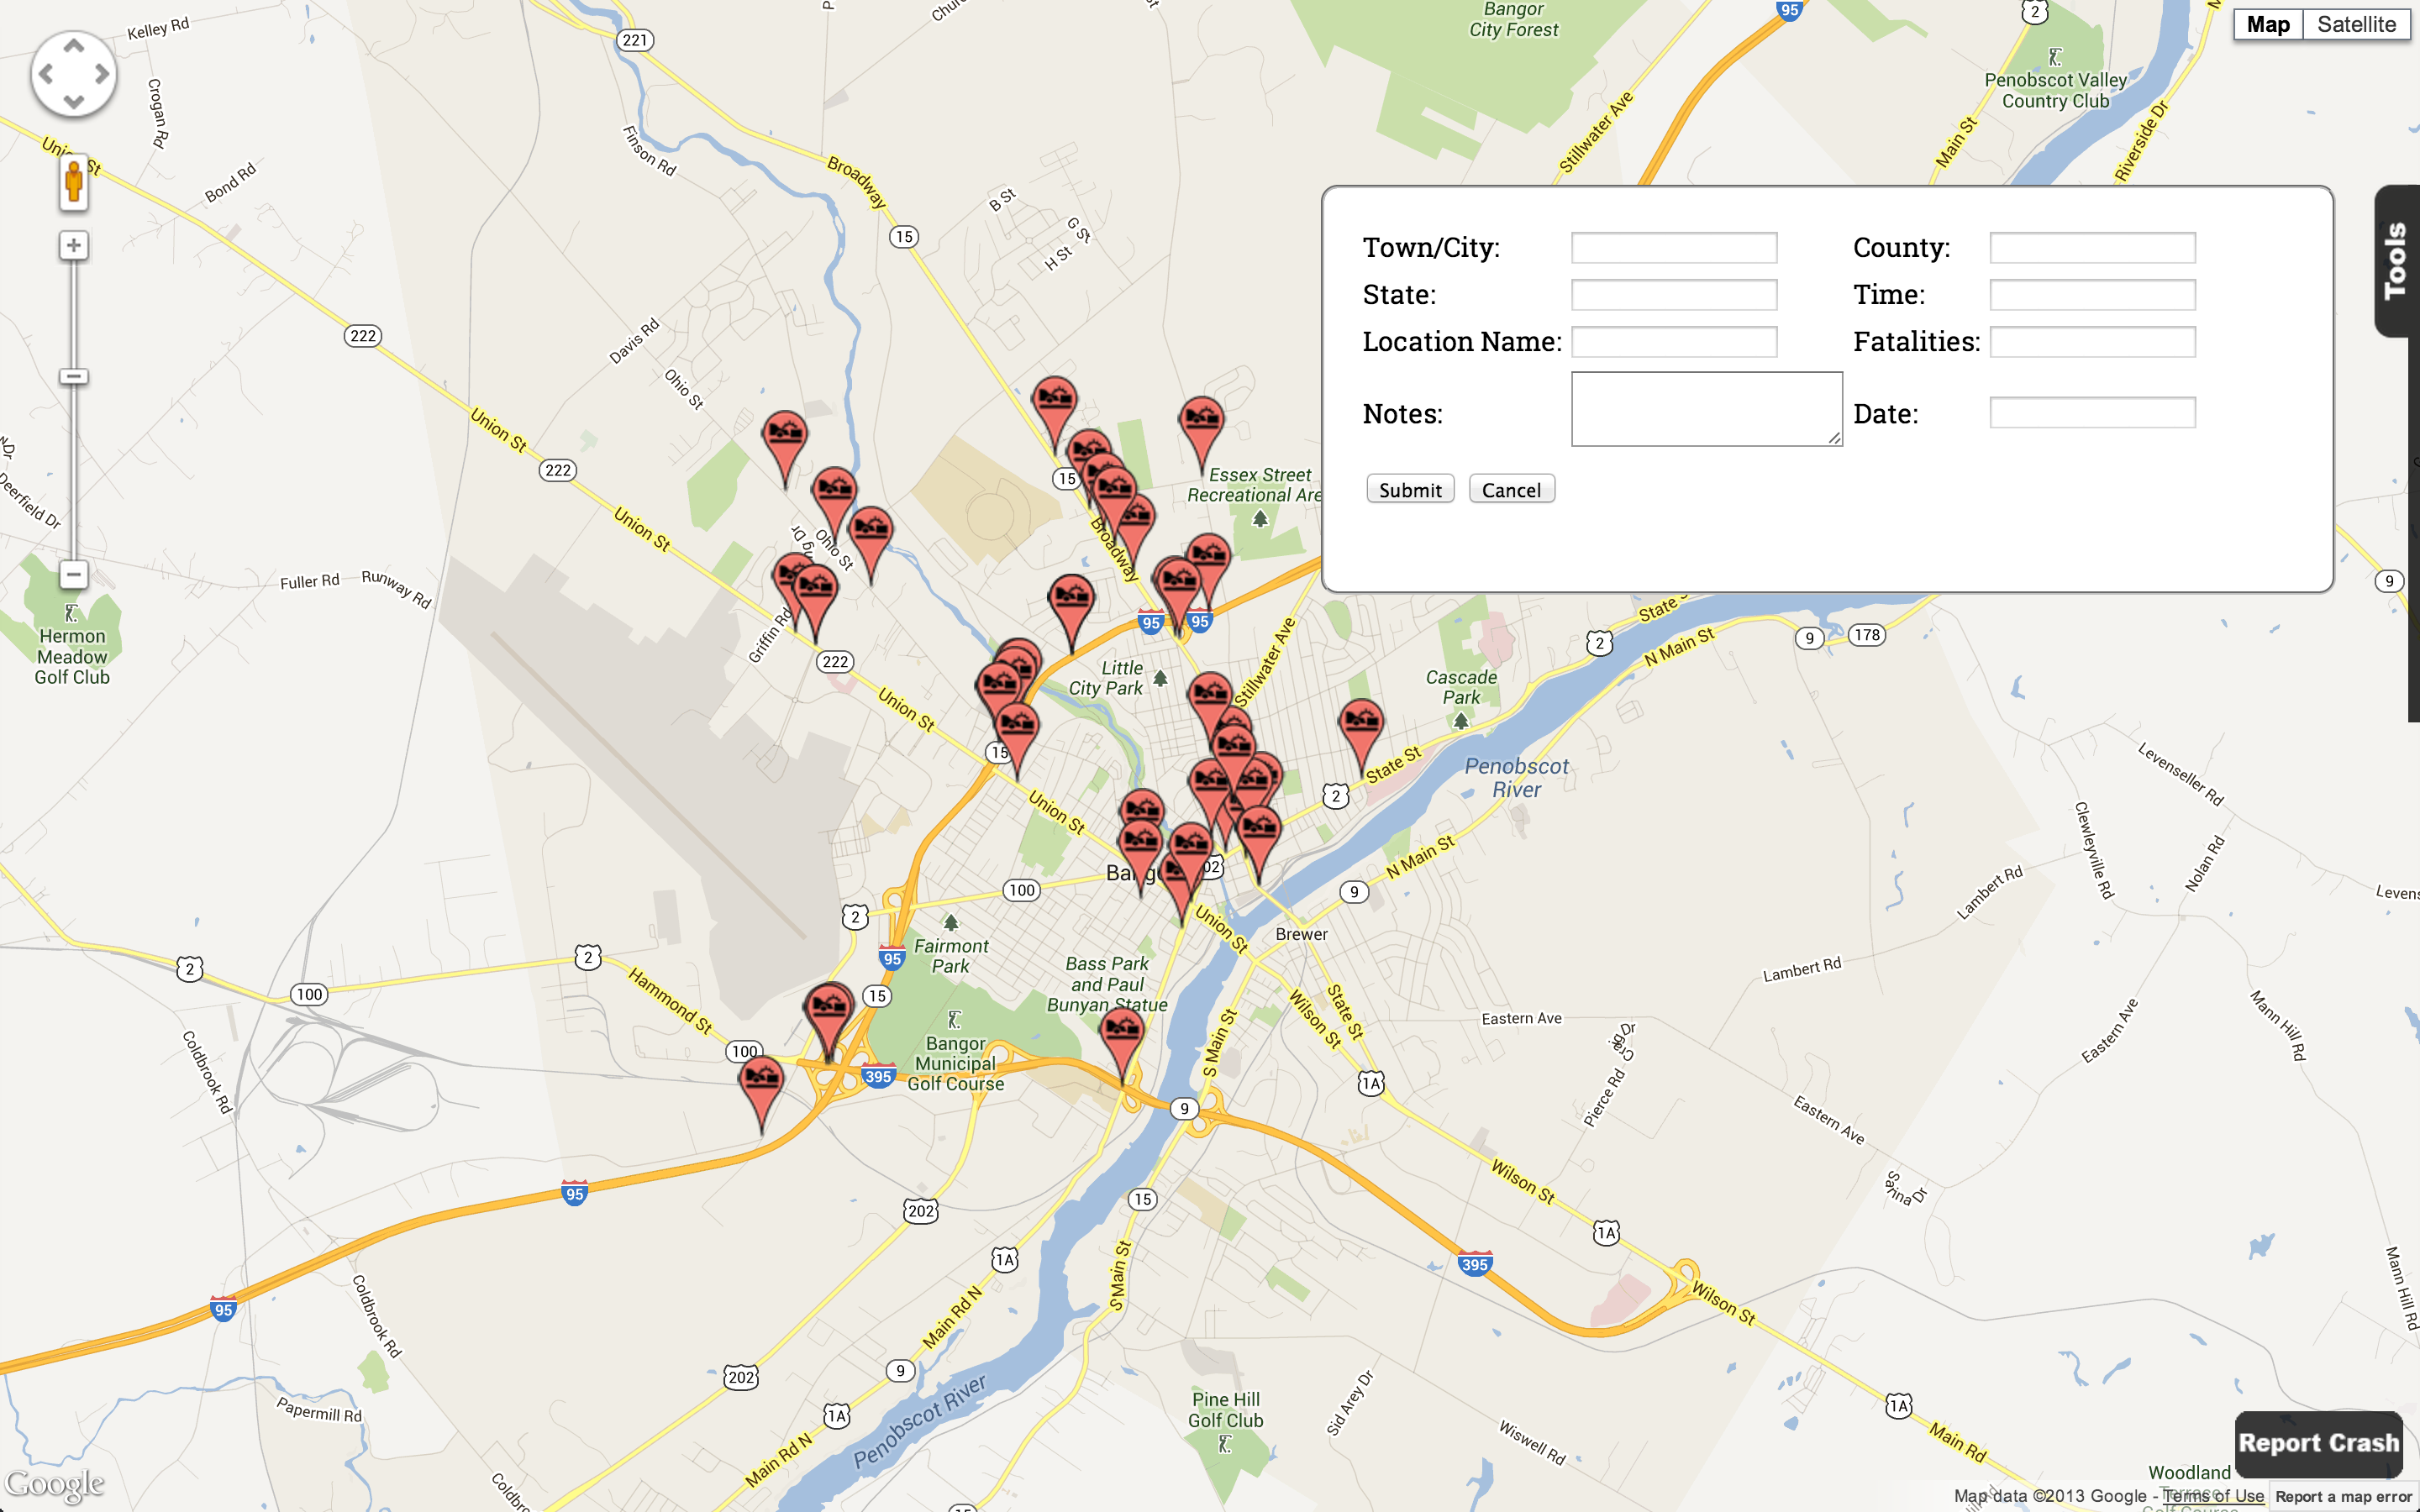 Kelley Rd
221
Bangor
City Forest
95
2
Map
Satellite
Crogan Rd
Penobscot Valley
Country Club
Stillwater Ave
Main St
Riverside Dr
Finson Rd
Union St
Bond Rd
Broadway
B St
G St
H St
15
Tools
Town/City:
County:
State:
Time:
Location Name:
Fatalities:
Notes:
Date:
Submit
Cancel
222
Davis Rd
Ohio St
Union St
222
15
Essex Street
Recreational Are
Deerfield Dr
Union St
Ohio St
Broadway
Fuller Rd
Runway Rd
9
Hermon
Meadow
Golf Club
Griffin Rd
222
95
95
Stillwater Ave
Little
City Park
2
State S
N Main St
9
178
Cascade
Park
Union St
15
State St
2
Penobscot
River
Levenseller Rd
Clewleyville Rd
Nolan Rd
Union St
Bang
02
N Main St
9
100
2
Lambert Rd
Levens
Fairmont
Park
Union St
Brewer
95
2
2
100
Hammond St
Bass Park
and Paul
Bunyan Statue
Lambert Rd
15
Wilson St
State St
Eastern Ave
Eastern Ave
Mann Hill Rd
Coldbrook Rd
100
Bangor
Municipal
Golf Course
395
S Main St
1A
Pierce Rd
9
Eastern Ave
Wilson St
95
202
15
1A
1A
S Main St
395
95
Coldbrook Rd
Main Rd N
Wilson St
Mann Hill Rd
202
9
1A
Papermill Rd
Penobscot River
Main Rd N
Pine Hill
Golf Club
Sid Arey Dr
Wiswell Rd
1A
Main Rd
Report Crash
Woodland
Google
Coldbro
15
Map data ©2013 Google - Terms of Use
Report a map error